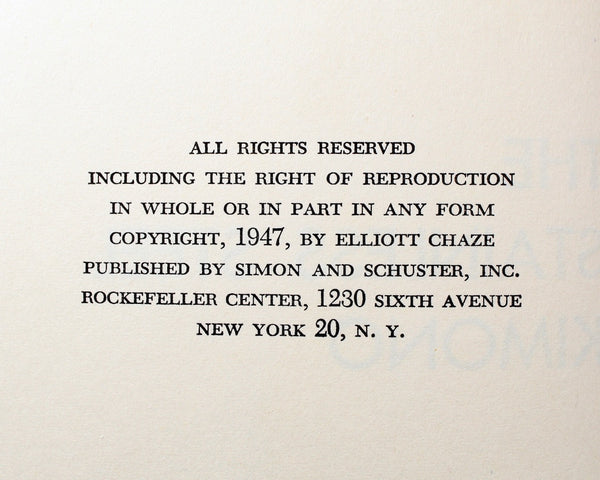 ALL RIGHTS RESERVED
INCLUDING THE RIGHT OF REPRODUCTION
IN WHOLE OR IN PART IN ANY FORM
COPYRIGHT, 1947, BY ELLIOTT CHAZE
PUBLISHED BY SIMON AND SCHUSTER, INC.
ROCKEFELLER CENTER, 1230 SIXTH AVENUE
NEW YORK 20, N. Y.